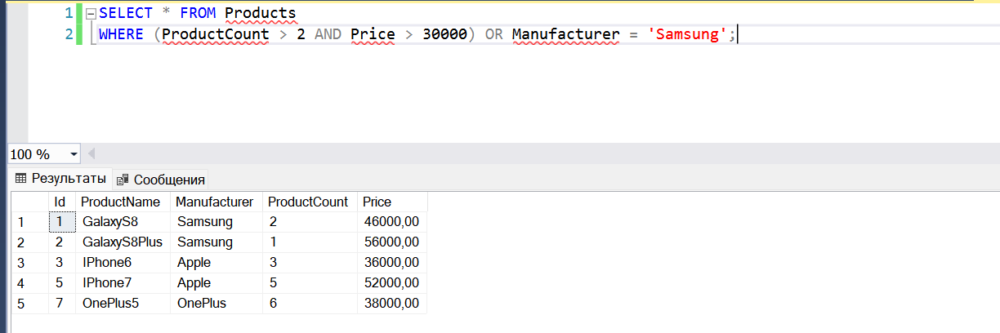 1 SELECT * FROM Products
2 WHERE (ProductCount > 2 AND Price > 30000) OR Manufacturer = 'Samsung';
100 %
Результаты Сообщения
Id ProductName Manufacturer ProductCount Price
1 1 GalaxyS8 Samsung 2 46000,00
2 2 GalaxyS8Plus Samsung 1 56000,00
3 3 IPhone6 Apple 3 36000,00
4 5 IPhone7 Apple 5 52000,00
5 7 OnePlus5 OnePlus 6 38000,00